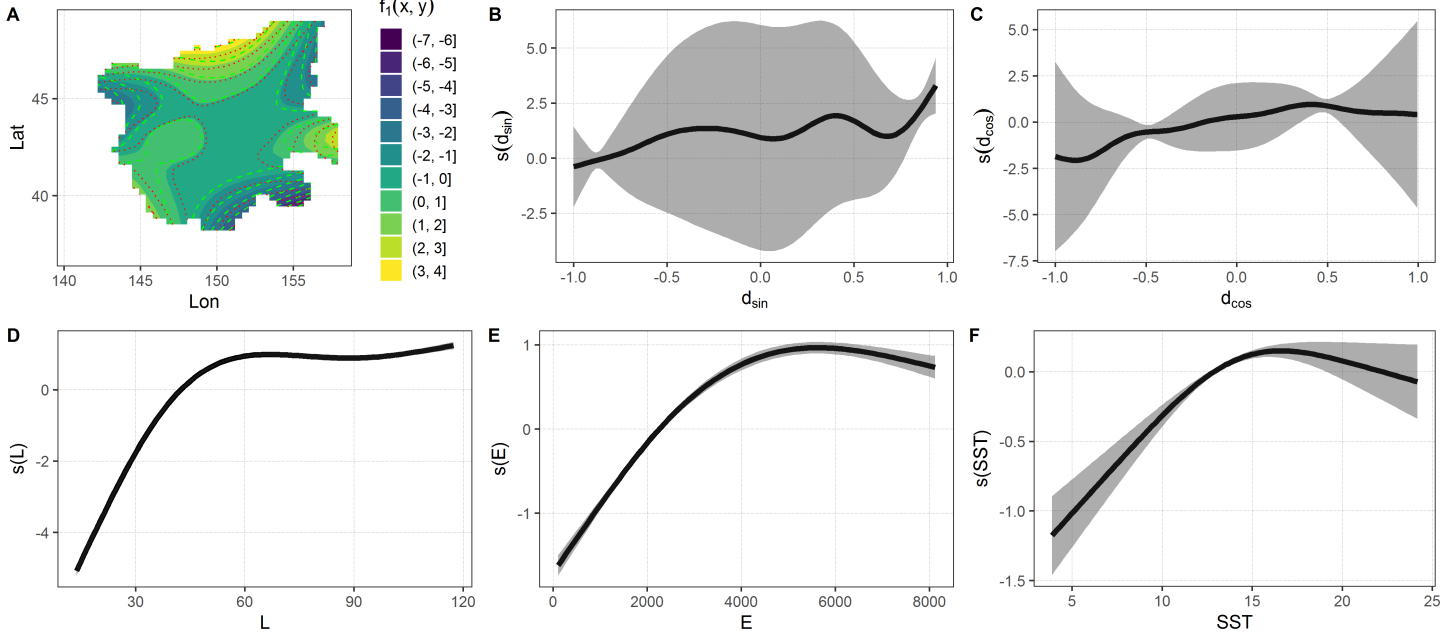 A
f1(x, y)
(-7, -6]
(-6, -5]
(-5, -4]
(-4, -3]
(-3, -2]
(-2, -1]
(-1, 0]
(0, 1]
(1, 2]
(2, 3]
(3, 4]
Lat
45
40
140 145 150 155
Lon
B
s(dsin)
5.0
2.5
0.0
-2.5
-1.0 -0.5 0.0 0.5 1.0
dsin
C
s(dcos)
5.0
2.5
0.0
-2.5
-5.0
-7.5
-1.0 -0.5 0.0 0.5 1.0
dcos
D
s(L)
0
-2
-4
30 60 90 120
L
E
s(E)
1
0
-1
0 2000 4000 6000 8000
E
F
s(SST)
0.0
-0.5
-1.0
-1.5
5 10 15 20 25
SST